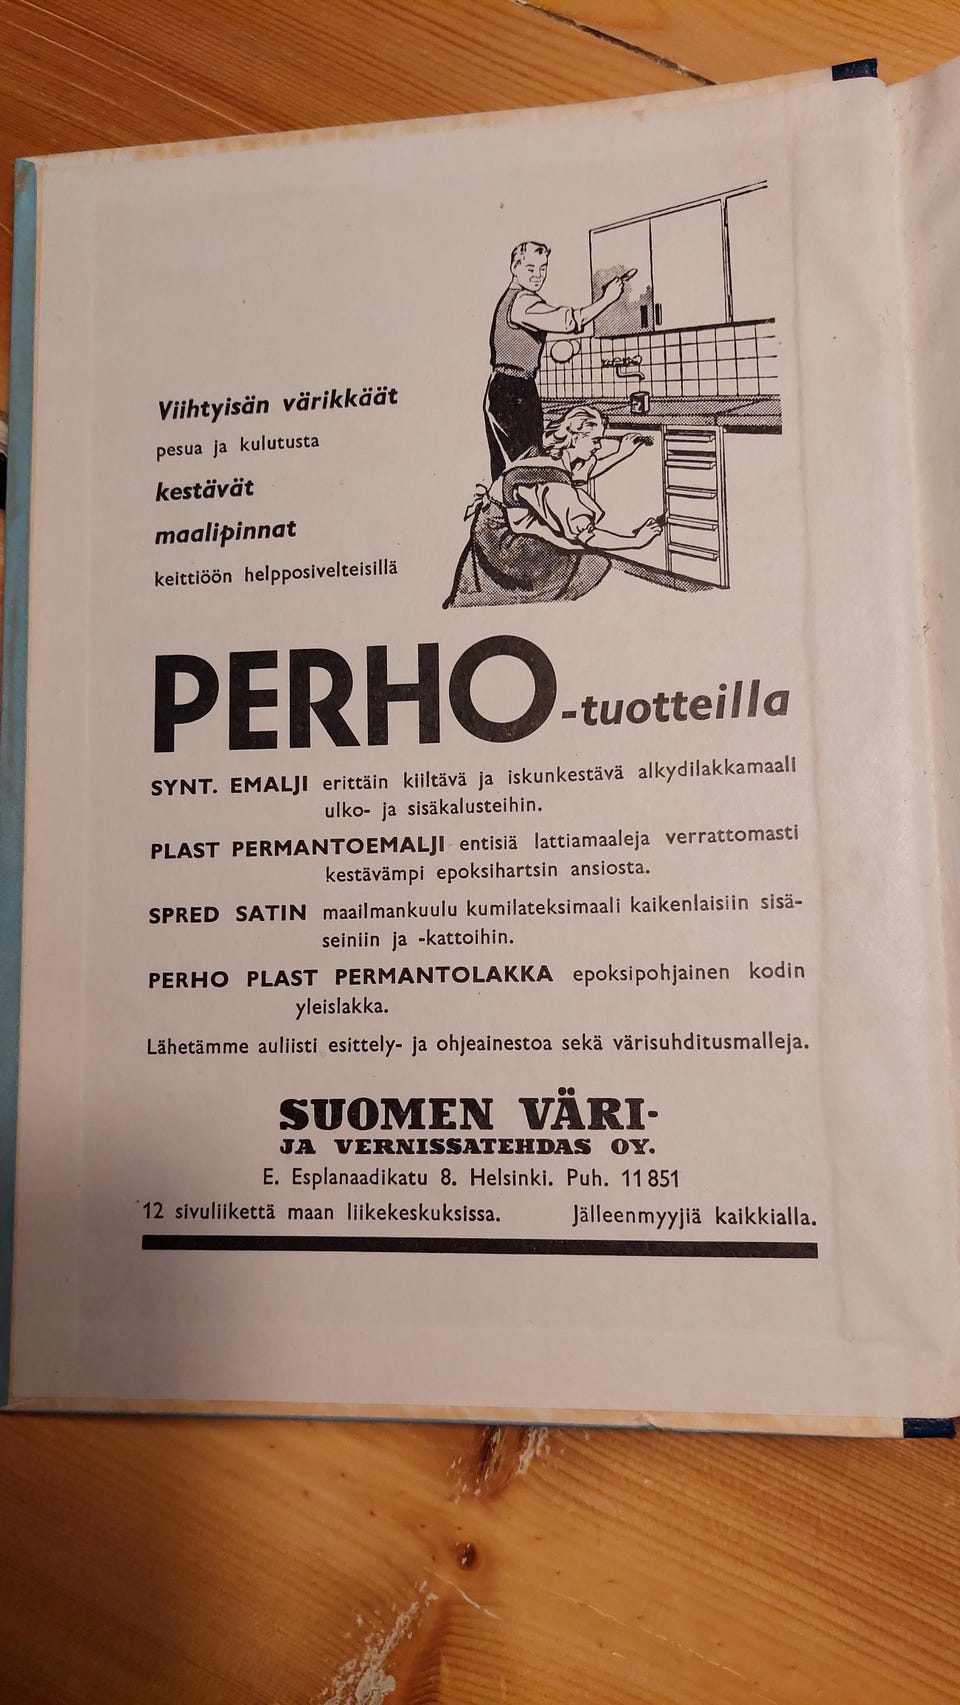 Viihtyisän värikkäät
pesua ja kulutusta
kestävät
maalipinnat
keittiöön helpposivelteisillä
PERHO-tuotteilla
SYNT. EMALJI erittäin kiiltävä ja iskunkestävä alkydilakkamaali
ulko- ja sisäkalusteihin.
PLAST PERMANTOEMALJI entisiä lattiamaaleja verrattomasti
kestävämpi epoksihartsin ansiosta.
SPRED SATIN maailmankuulu kumilateksimaali kaikenlaisiin sisä-
seiniin ja -kattoihin.
PERHO PLAST PERMANTOLAKKA epoksipohjainen kodin
yleislakka.
Lähetämme auliisti esittely- ja ohjeainestoa sekä värisuhditusmalleja.
SUOMEN VÄRI-
JA VERNISSATEHDAS OY.
E. Esplanaadikatu 8. Helsinki. Puh. 11 851
12 sivuliikettä maan liikekeskuksissa. Jälleenmyyjiä kaikkialla.